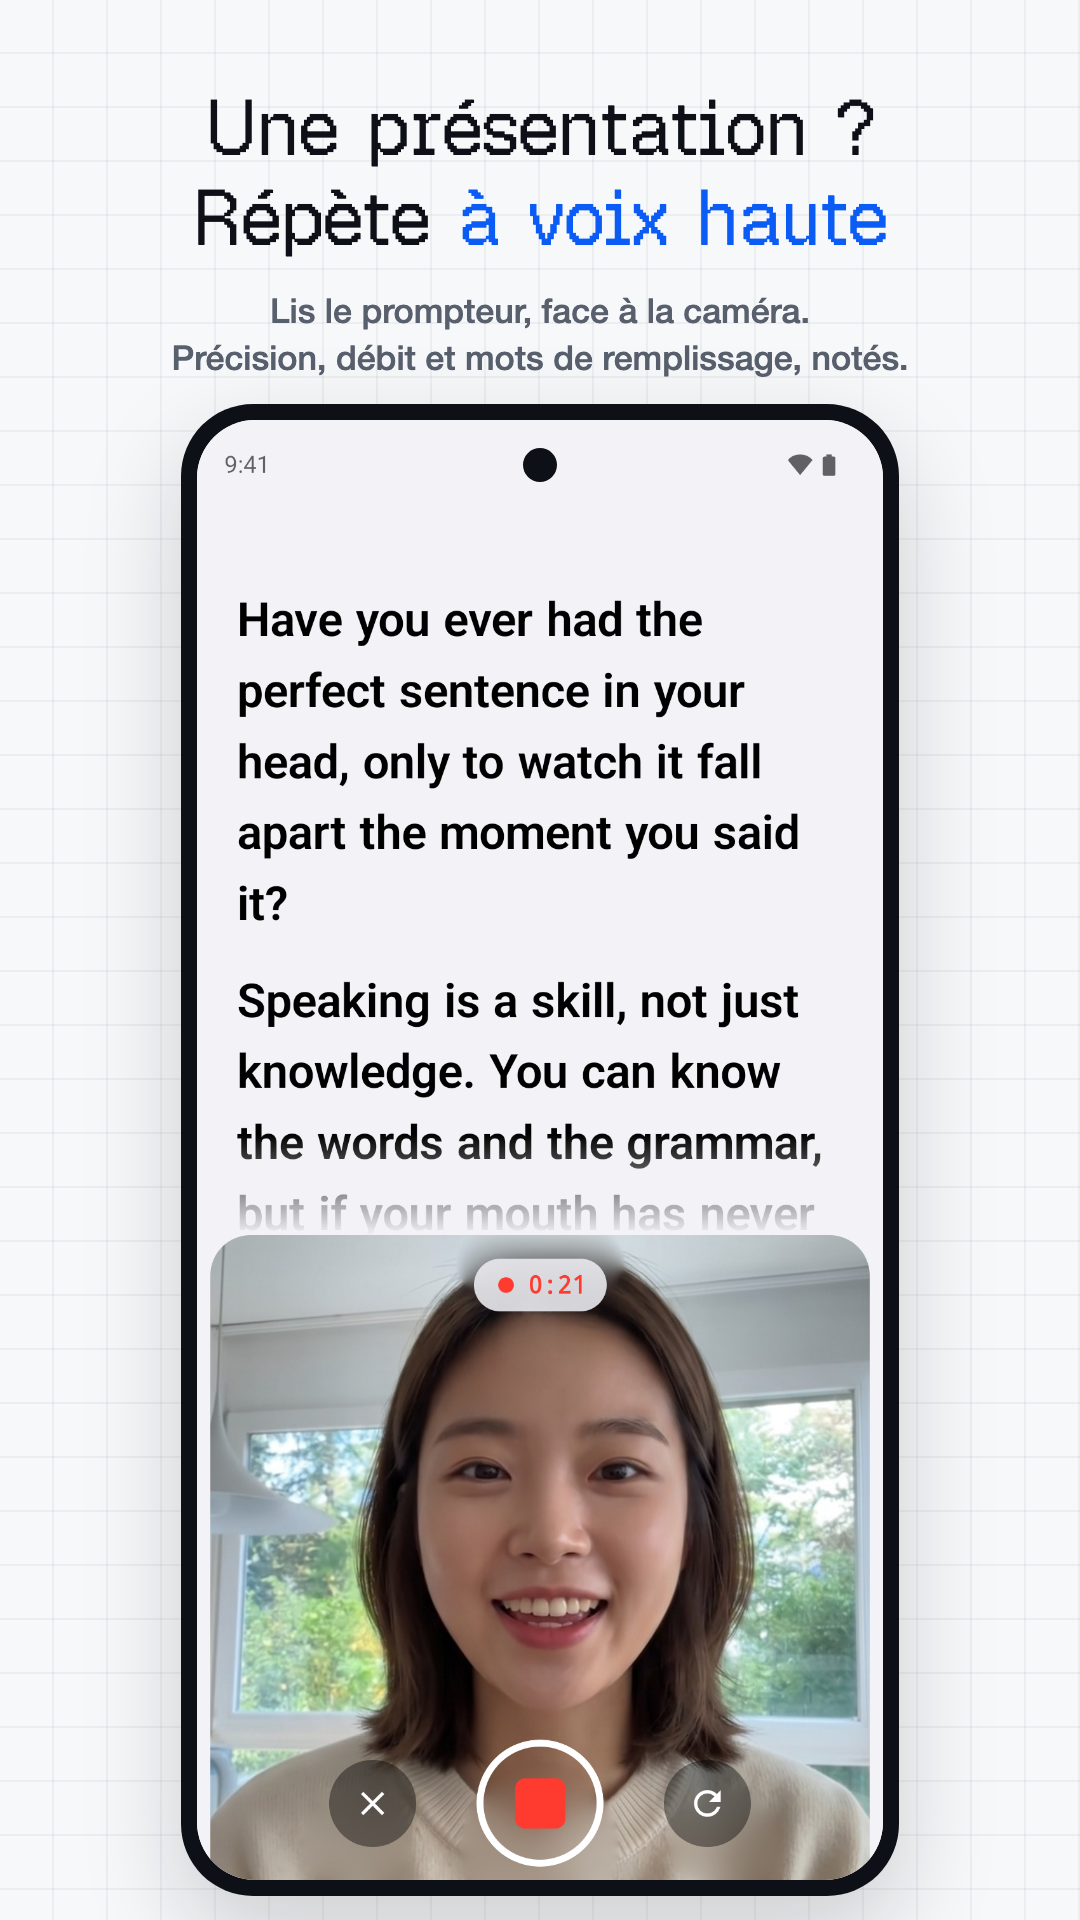 Une présentation ?
Répète à voix haute
Lis le prompteur, face à la caméra.
Précision, débit et mots de remplissage, notés.
9:41
Have you ever had the
perfect sentence in your
head, only to watch it fall
apart the moment you said
it?
Speaking is a skill, not just
knowledge. You can know
the words and the grammar,
but if your mouth has never
0:21